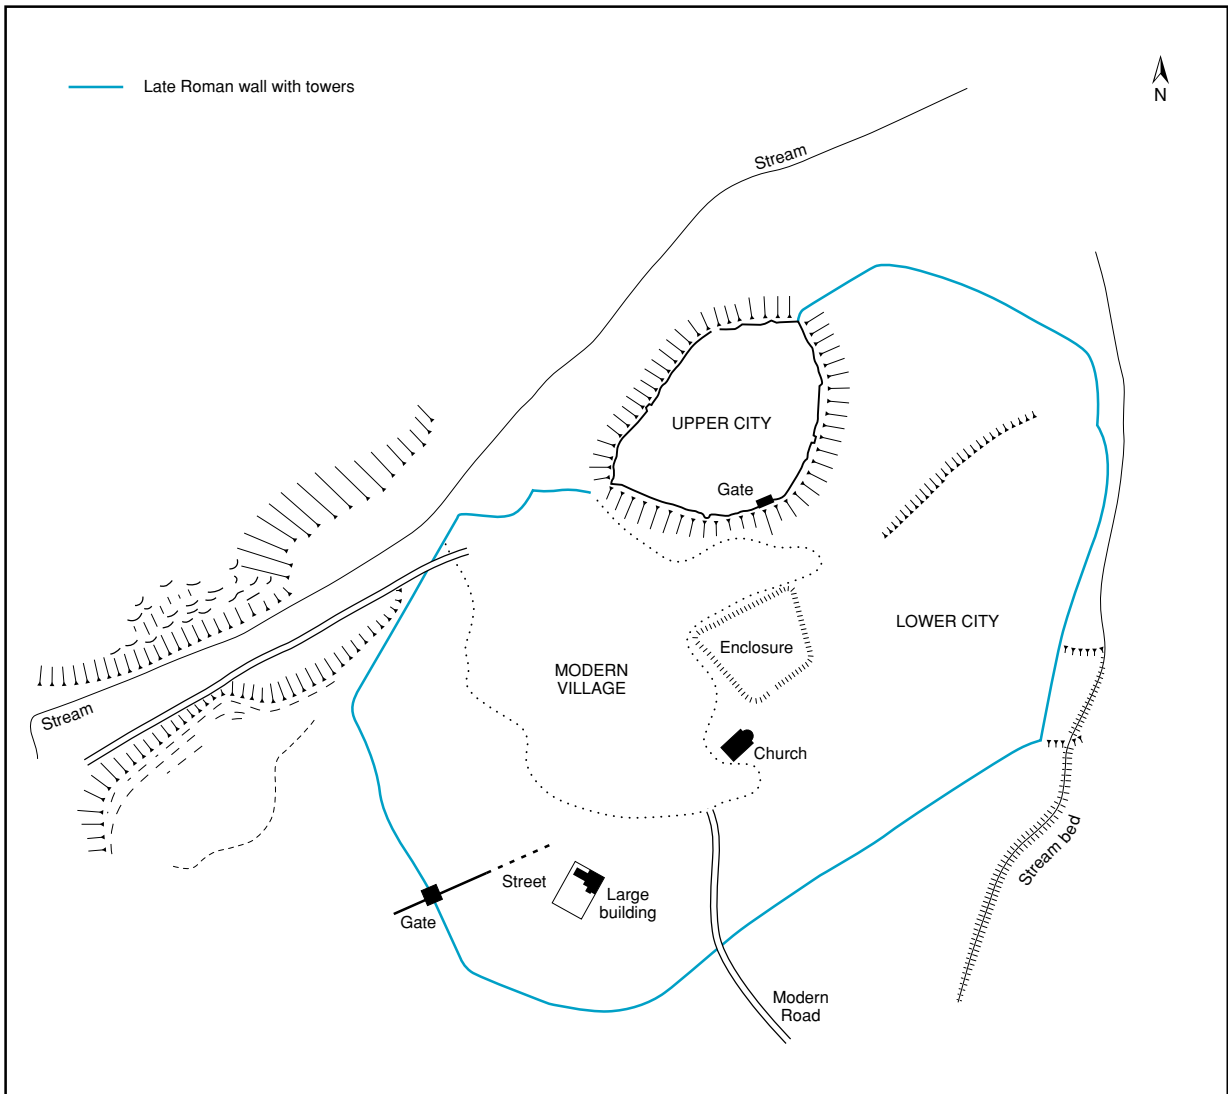 Late Roman wall with towers
N
Stream
UPPER CITY
Gate
LOWER CITY
Enclosure
MODERN
VILLAGE
Stream
Church
Stream bed
Street
Large
building
Gate
Modern
Road